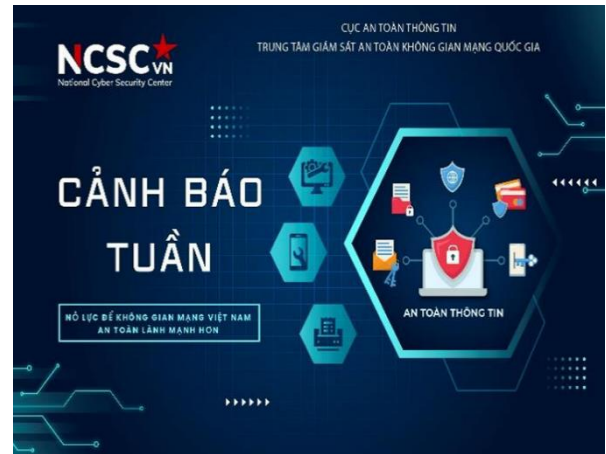 NCSC VN
National Cyber Security Center
CỤC AN TOÀN THÔNG TIN
TRUNG TÂM GIÁM SÁT AN TOÀN KHÔNG GIAN MẠNG QUỐC GIA
CẢNH BÁO
TUẦN
NỖ LỰC ĐỂ KHÔNG GIAN MẠNG VIỆT NAM
AN TOÀN LÀNH MẠNH HƠN
AN TOÀN THÔNG TIN